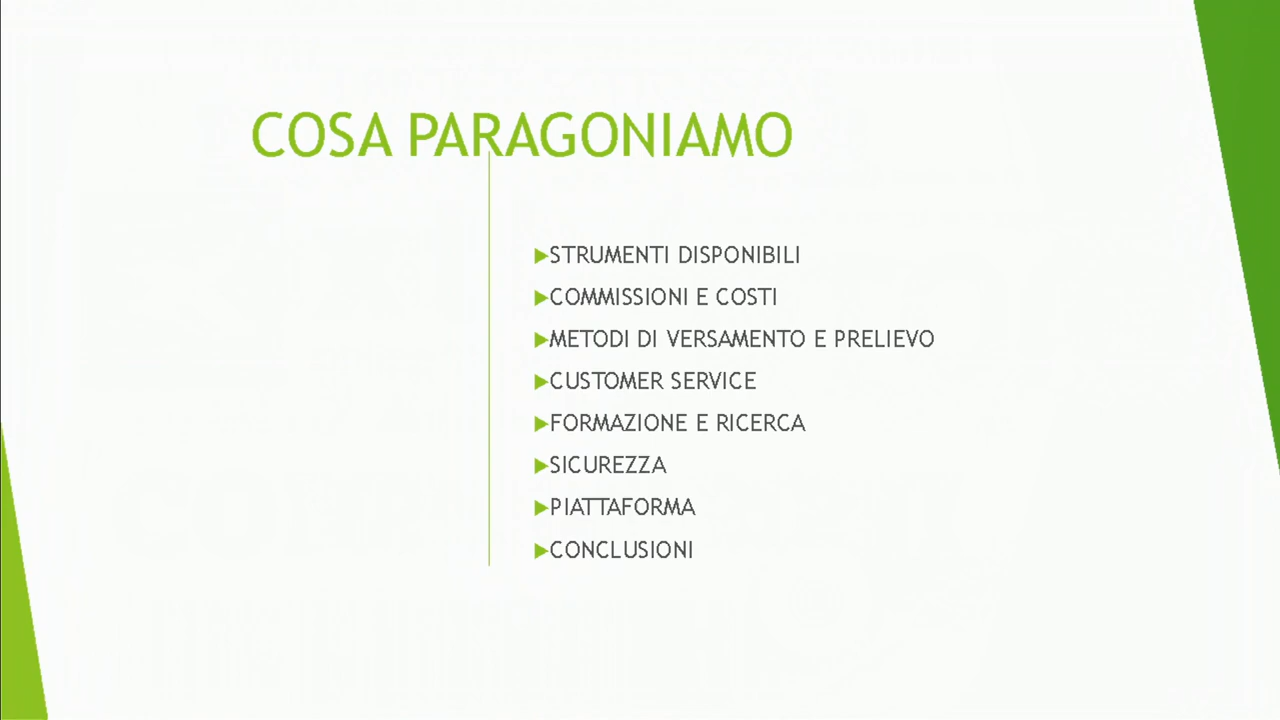 COSA PARAGONIAMO
STRUMENTI DISPONIBILI
COMMISSIONI E COSTI
METODI DI VERSAMENTO E PRELIEVO
CUSTOMER SERVICE
FORMAZIONE E RICERCA
SICUREZZA
PIATTAFORMA
CONCLUSIONI